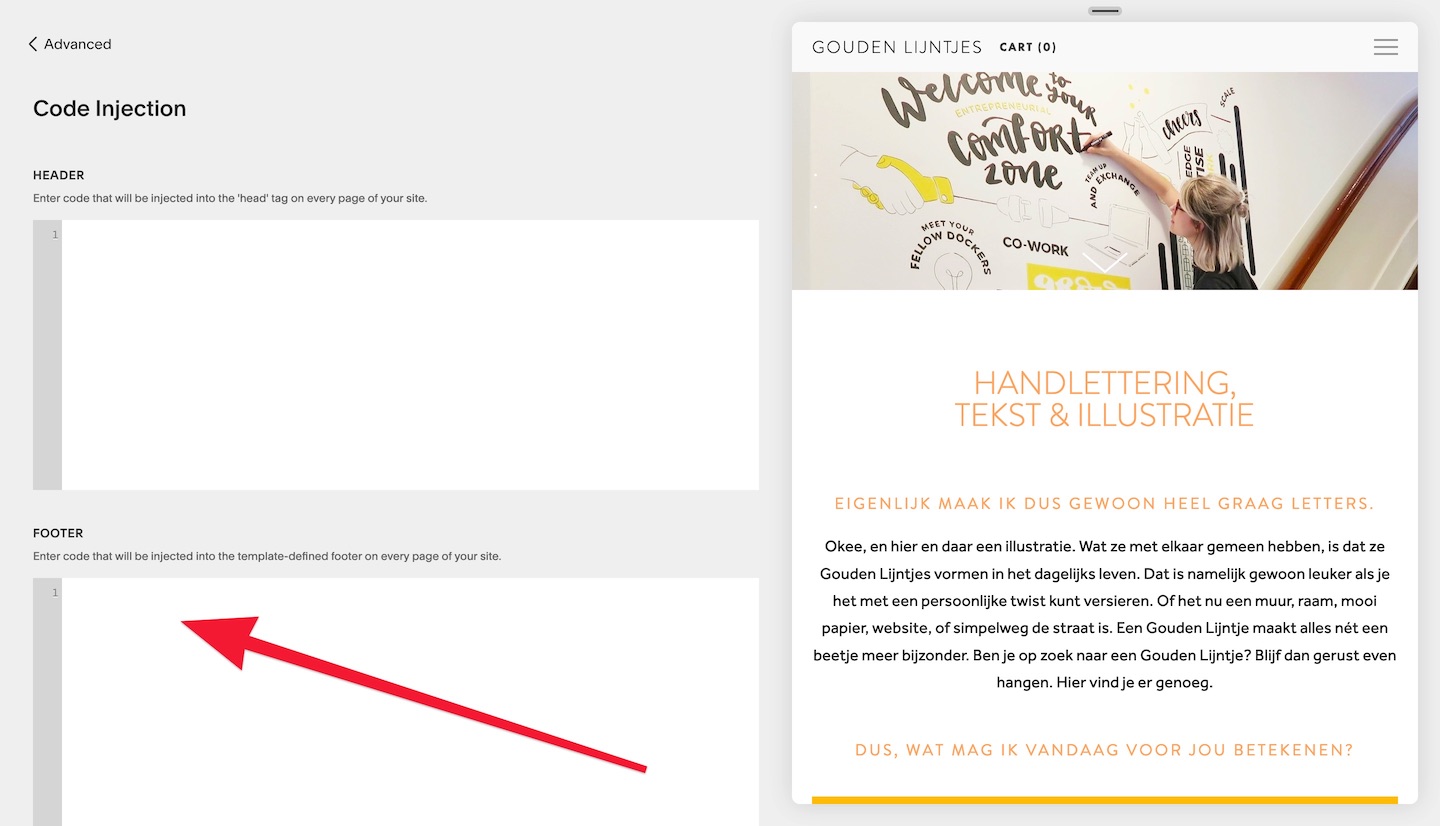 Advanced
Code Injection
HEADER
Enter code that will be injected into the 'head' tag on every page of your site.
1
FOOTER
Enter code that will be injected into the template-defined footer on every page of your site.
1
GOUDEN LIJNTJES CART (0)
Welcome to
your
ENTREPRENEURIAL
COMFORT
zone
cheers
SCALE
TEAM UP
AND EXCHANGE
MEET YOUR
FELLOW DOCKERS
CO-WORK
HANDLETTERING,
TEKST & ILLUSTRATIE
EIGENLIJK MAAK IK DUS GEWOON HEEL GRAAG LETTERS.
Okee, en hier en daar een illustratie. Wat ze met elkaar gemeen hebben, is dat ze
Gouden Lijntjes vormen in het dagelijks leven. Dat is namelijk gewoon leuker als je
het met een persoonlijke twist kunt versieren. Of het nu een muur, raam, mooi
papier, website, of simpelweg de straat is. Een Gouden Lijntje maakt alles nét een
beetje meer bijzonder. Ben je op zoek naar een Gouden Lijntje? Blijf dan gerust even
hangen. Hier vind je er genoeg.
DUS, WAT MAG IK VANDAAG VOOR JOU BETEKENEN?